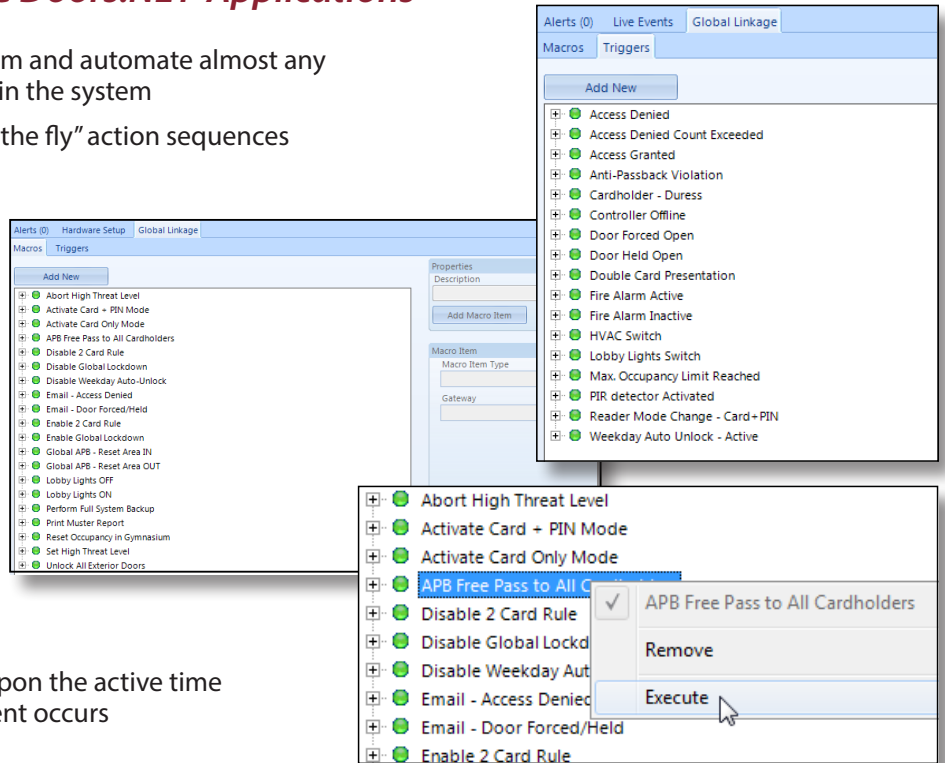 Doors.NET Applications
m and automate almost any
in the system
the fly” action sequences
Alerts (0) Live Events Global Linkage
Macros Triggers
Add New
Access Denied
Access Denied Count Exceeded
Access Granted
Anti-Passback Violation
Cardholder - Duress
Controller Offline
Door Forced Open
Door Held Open
Double Card Presentation
Fire Alarm Active
Fire Alarm Inactive
HVAC Switch
Lobby Lights Switch
Max. Occupancy Limit Reached
PIR detector Activated
Reader Mode Change - Card+PIN
Weekday Auto Unlock - Active
Alerts (0) Hardware Setup Global Linkage
Macros Triggers
Add New
Abort High Threat Level
Activate Card + PIN Mode
Activate Card Only Mode
APB Free Pass to All Cardholders
Disable 2 Card Rule
Disable Global Lockdown
Disable Weekday Auto-Unlock
Email - Access Denied
Email - Door Forced/Held
Enable 2 Card Rule
Enable Global Lockdown
Global APB - Reset Area IN
Global APB - Reset Area OUT
Lobby Lights OFF
Lobby Lights ON
Perform Full System Backup
Print Muster Report
Reset Occupancy in Gymnasium
Set High Threat Level
Unlock All Exterior Doors
Properties
Description
Add Macro Item
Macro Item
Macro Item Type
Gateway
Abort High Threat Level
Activate Card + PIN Mode
Activate Card Only Mode
APB Free Pass to All C
Disable 2 Card Rule
Disable Global Lockd
Disable Weekday Aut
Email - Access Denied
Email - Door Forced/Held
Enable 2 Card Rule
APB Free Pass to All Cardholders
Remove
Execute
pon the active time
ent occurs